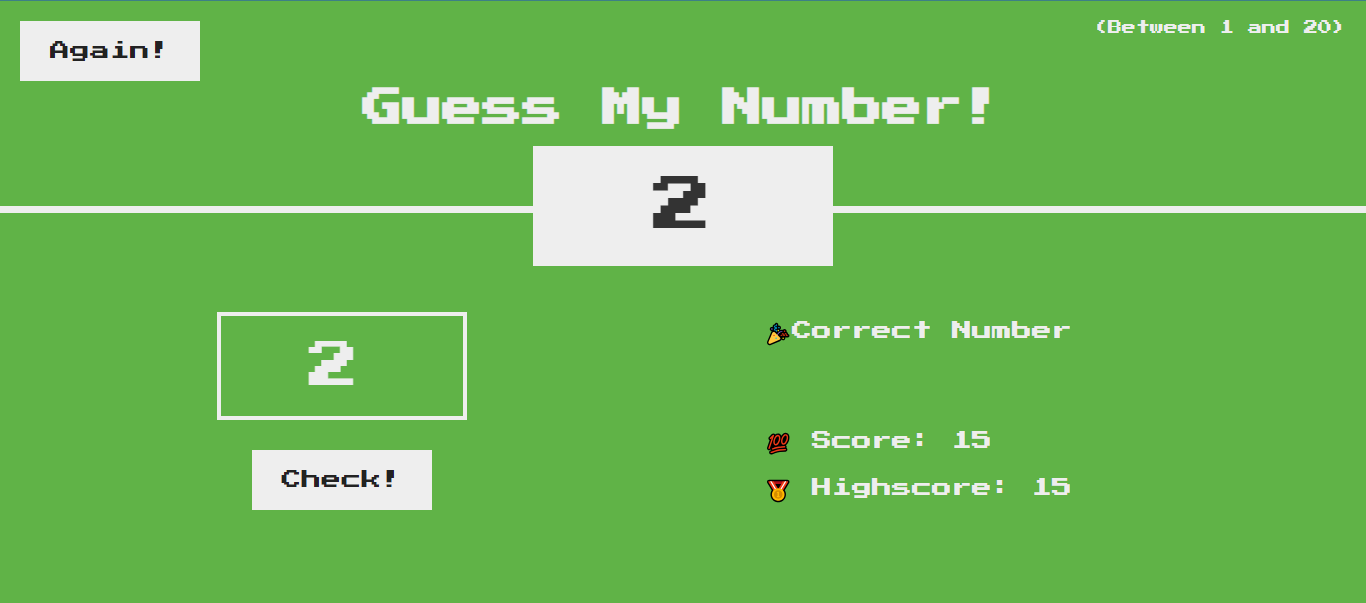 Again!
(Between 1 and 20)
Guess My Number!
2
2
🎉Correct Number
Check!
💯 Score: 15
🥇 Highscore: 15